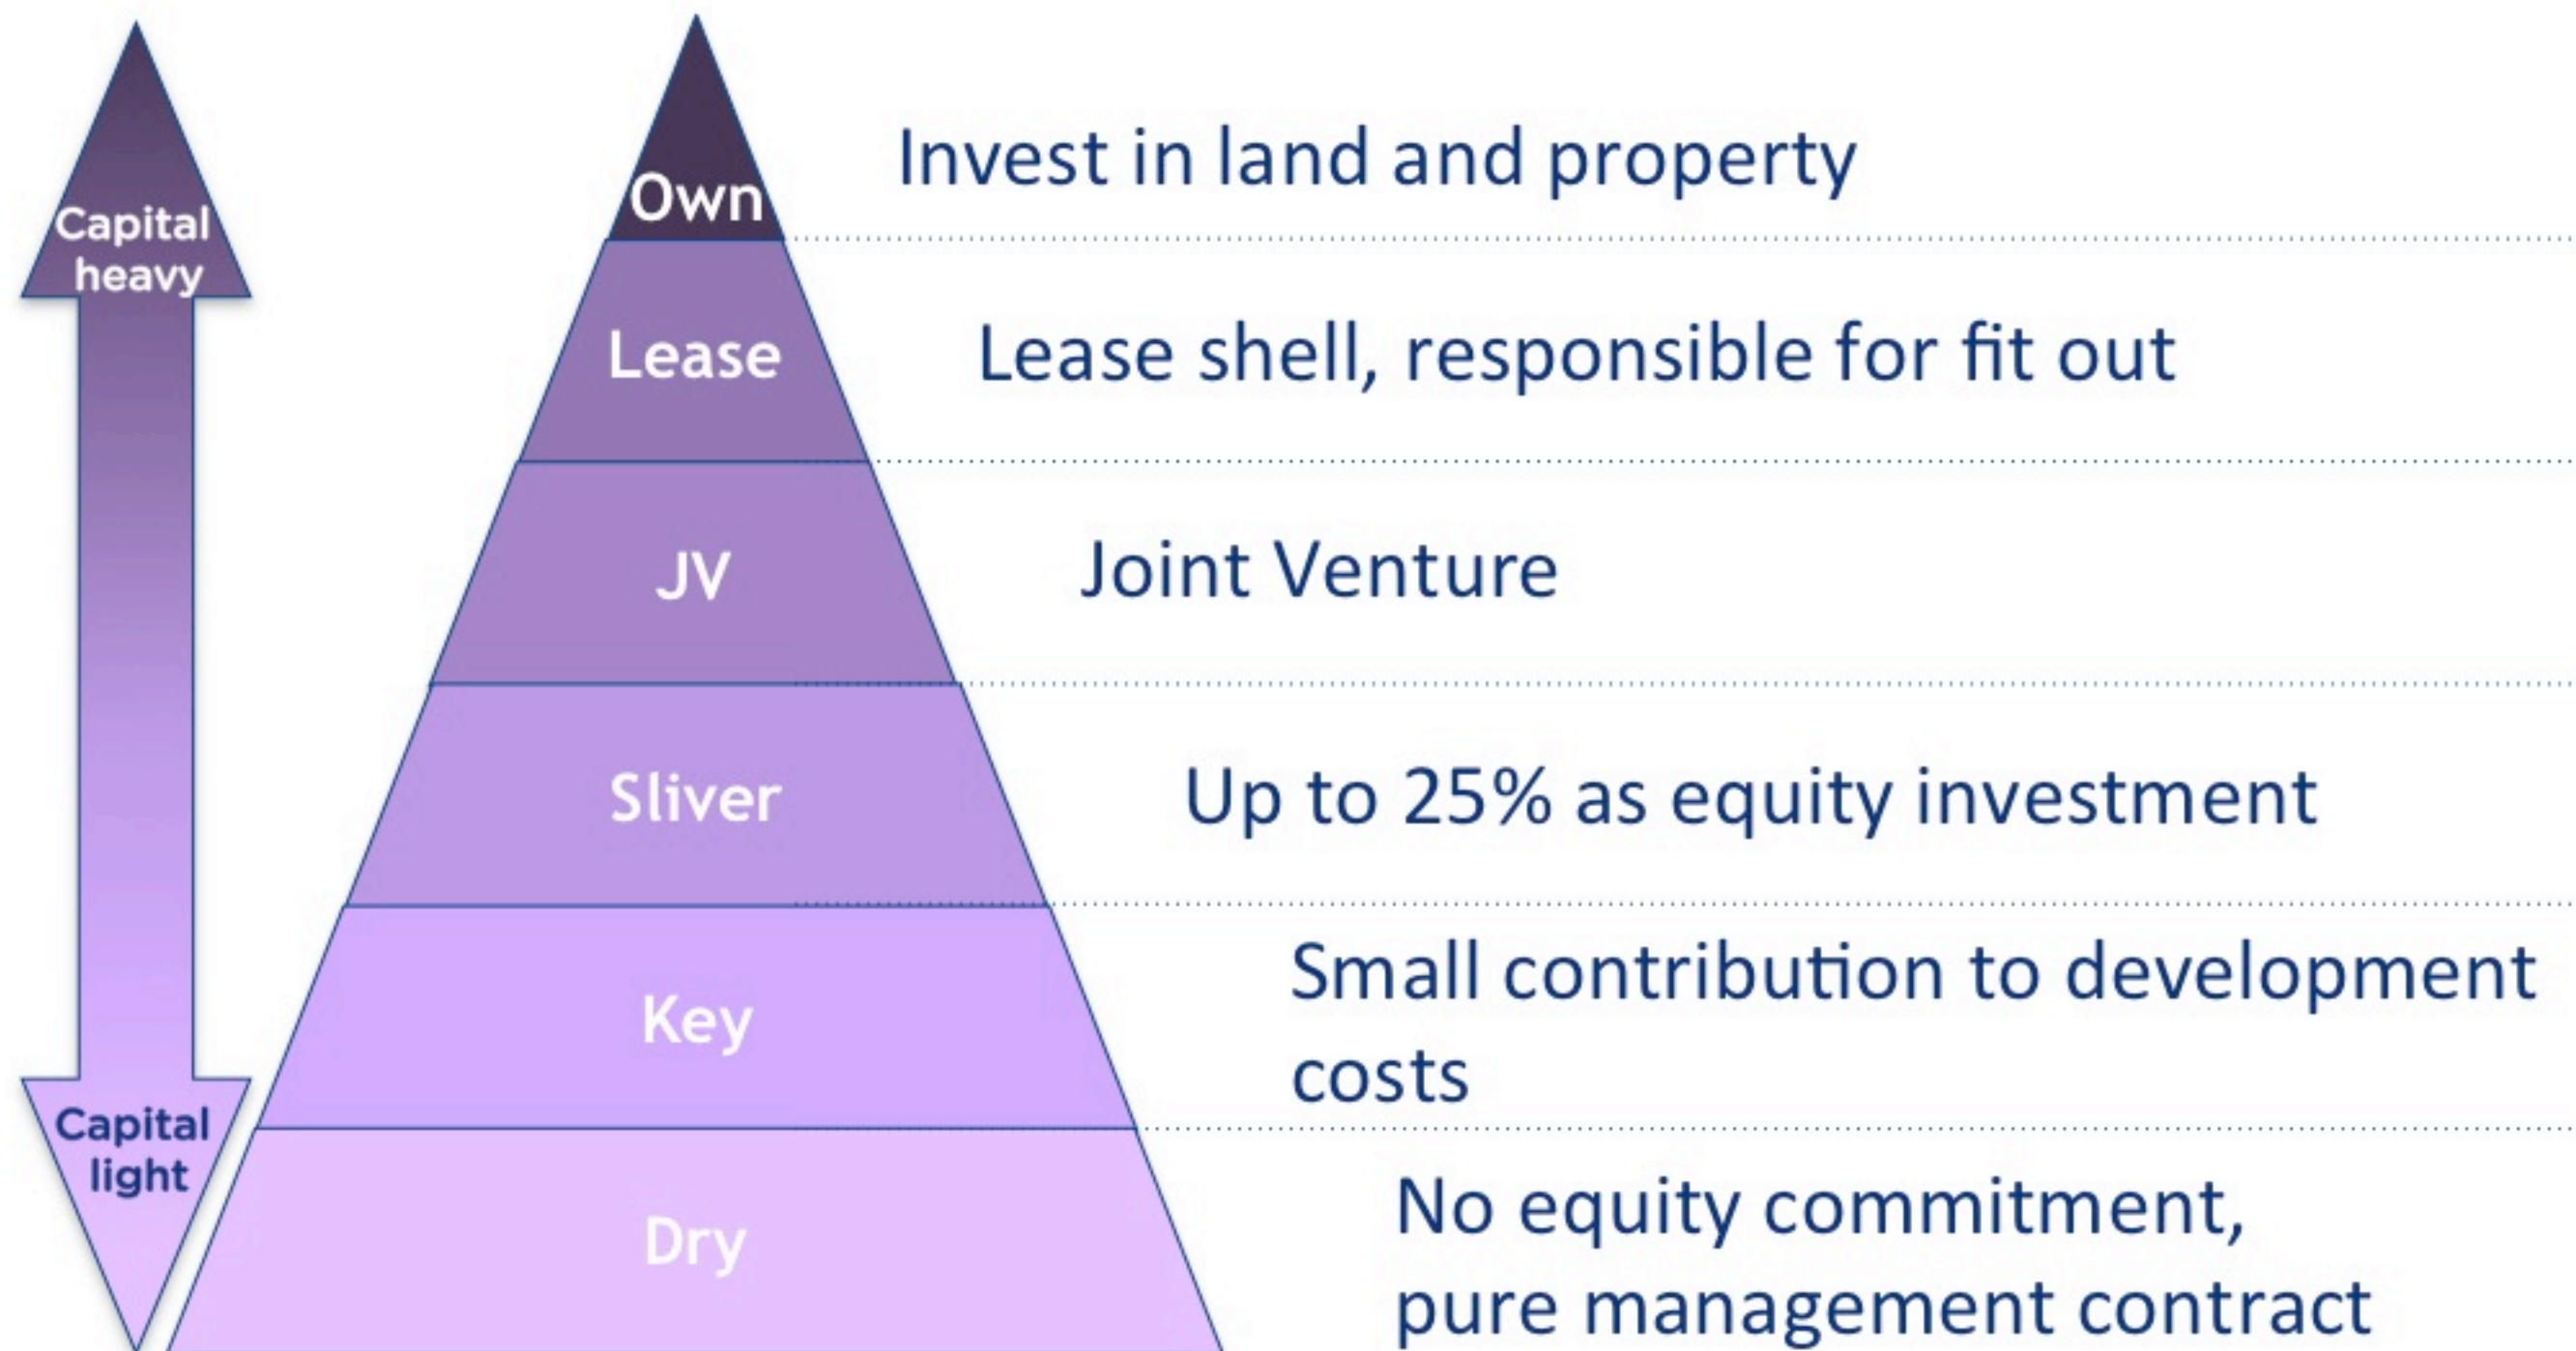 Capital
heavy
Own
Invest in land and property
Lease
Lease shell, responsible for fit out
JV
Joint Venture
Sliver
Up to 25% as equity investment
Key
Small contribution to development
costs
Capital
light
Dry
No equity commitment,
pure management contract